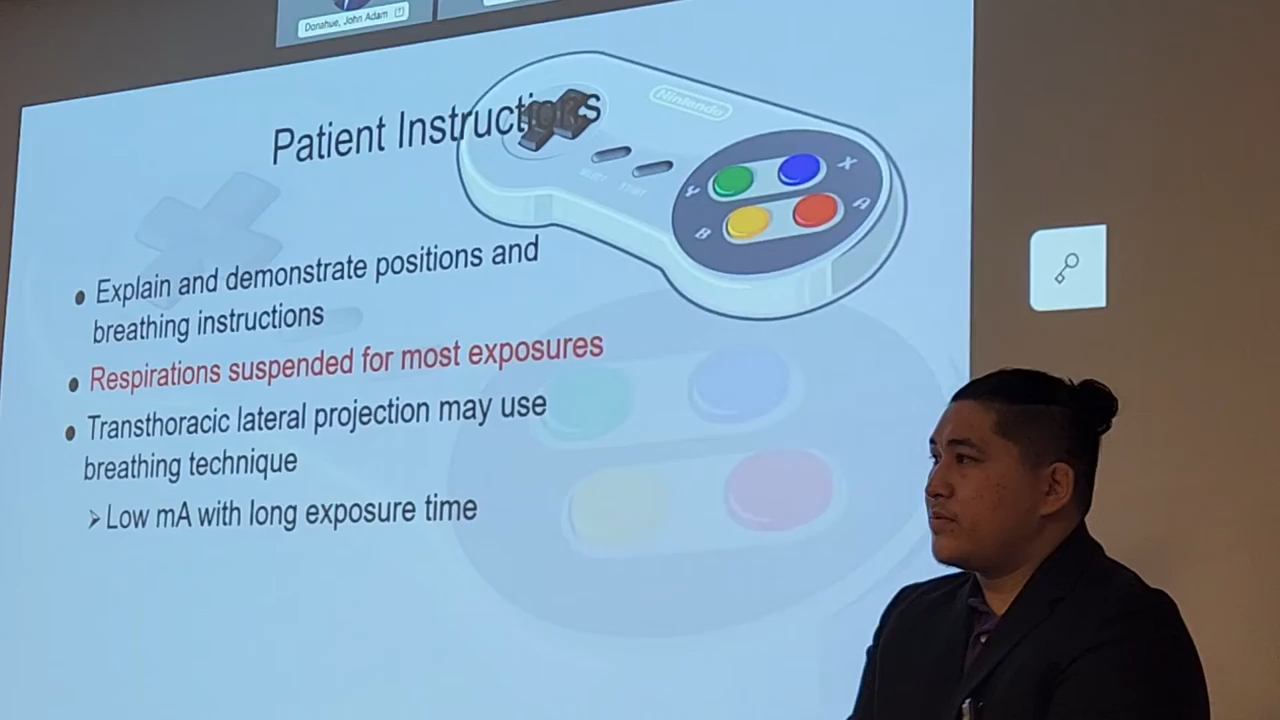 Donahue, John Adam
Patient Instructions
Nintendo
SELECT START
X
Y
A
B
Explain and demonstrate positions and
breathing instructions
Respirations suspended for most exposures
Transthoracic lateral projection may use
breathing technique
Low mA with long exposure time